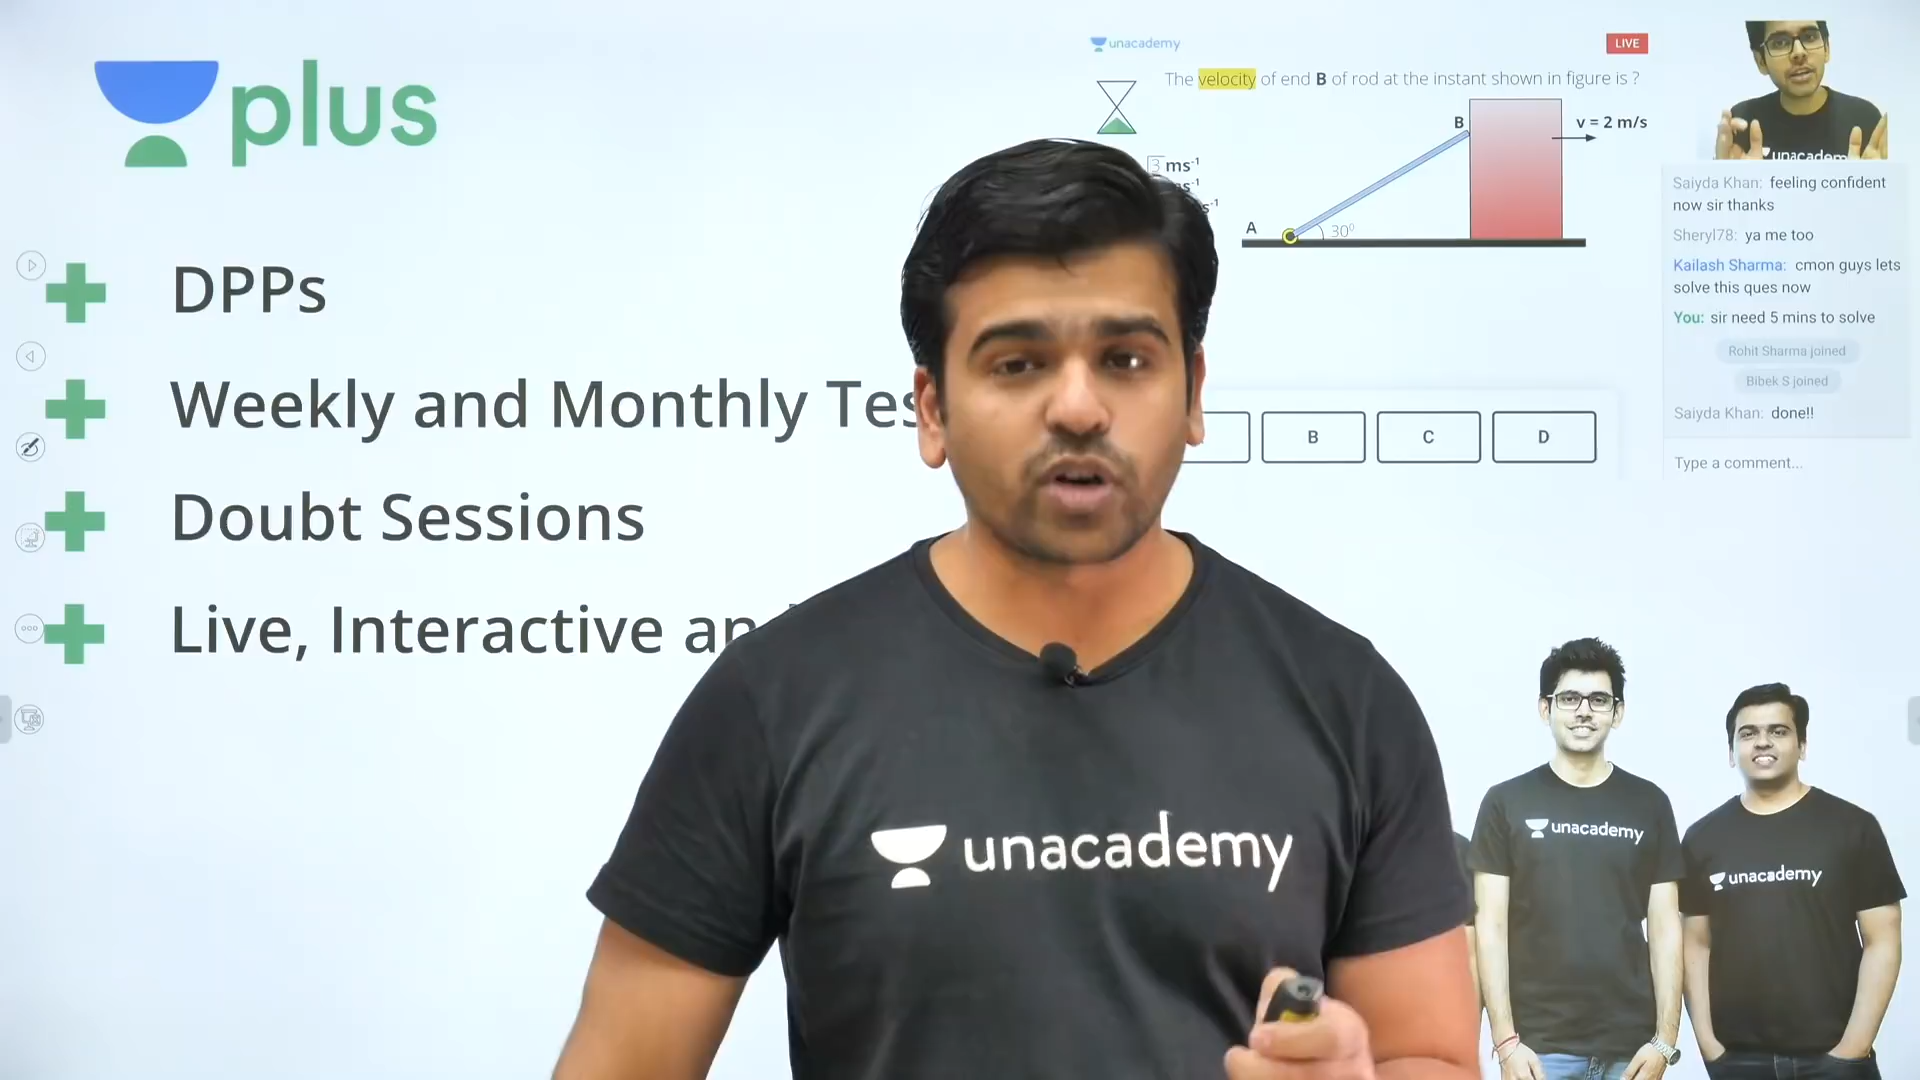 plus
DPPs
Weekly and Monthly
Doubt Sessions
Live, Interactive
unacademy
LIVE
The velocity of end B of rod at the instant shown in figure is ?
B
v = 2 m/s
3 ms⁻¹
A
30⁰
B
C
D
unacademy
Saiyda Khan: feeling confident
now sir thanks
Sheryl78: ya me too
Kailash Sharma: cmon guys lets
solve this ques now
You: sir need 5 mins to solve
Rohit Sharma joined
Bibek S joined
Saiyda Khan: done!!
Type a comment...
unacademy
unacademy
unacademy